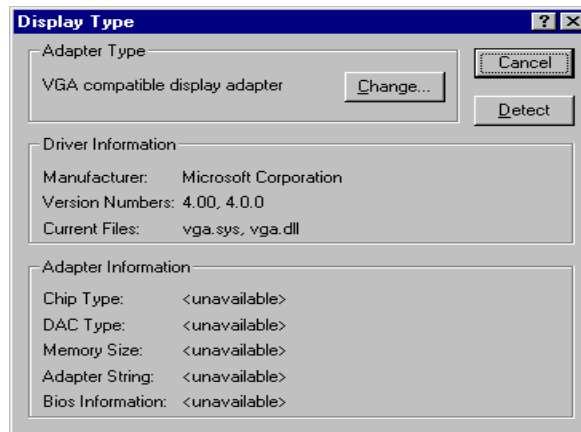 Display Type
Adapter Type
VGA compatible display adapter
Change...
Cancel
Detect
Driver Information
Manufacturer: Microsoft Corporation
Version Numbers: 4.00, 4.0.0
Current Files: vga.sys, vga.dll
Adapter Information
Chip Type: <unavailable>
DAC Type: <unavailable>
Memory Size: <unavailable>
Adapter String: <unavailable>
Bios Information: <unavailable>